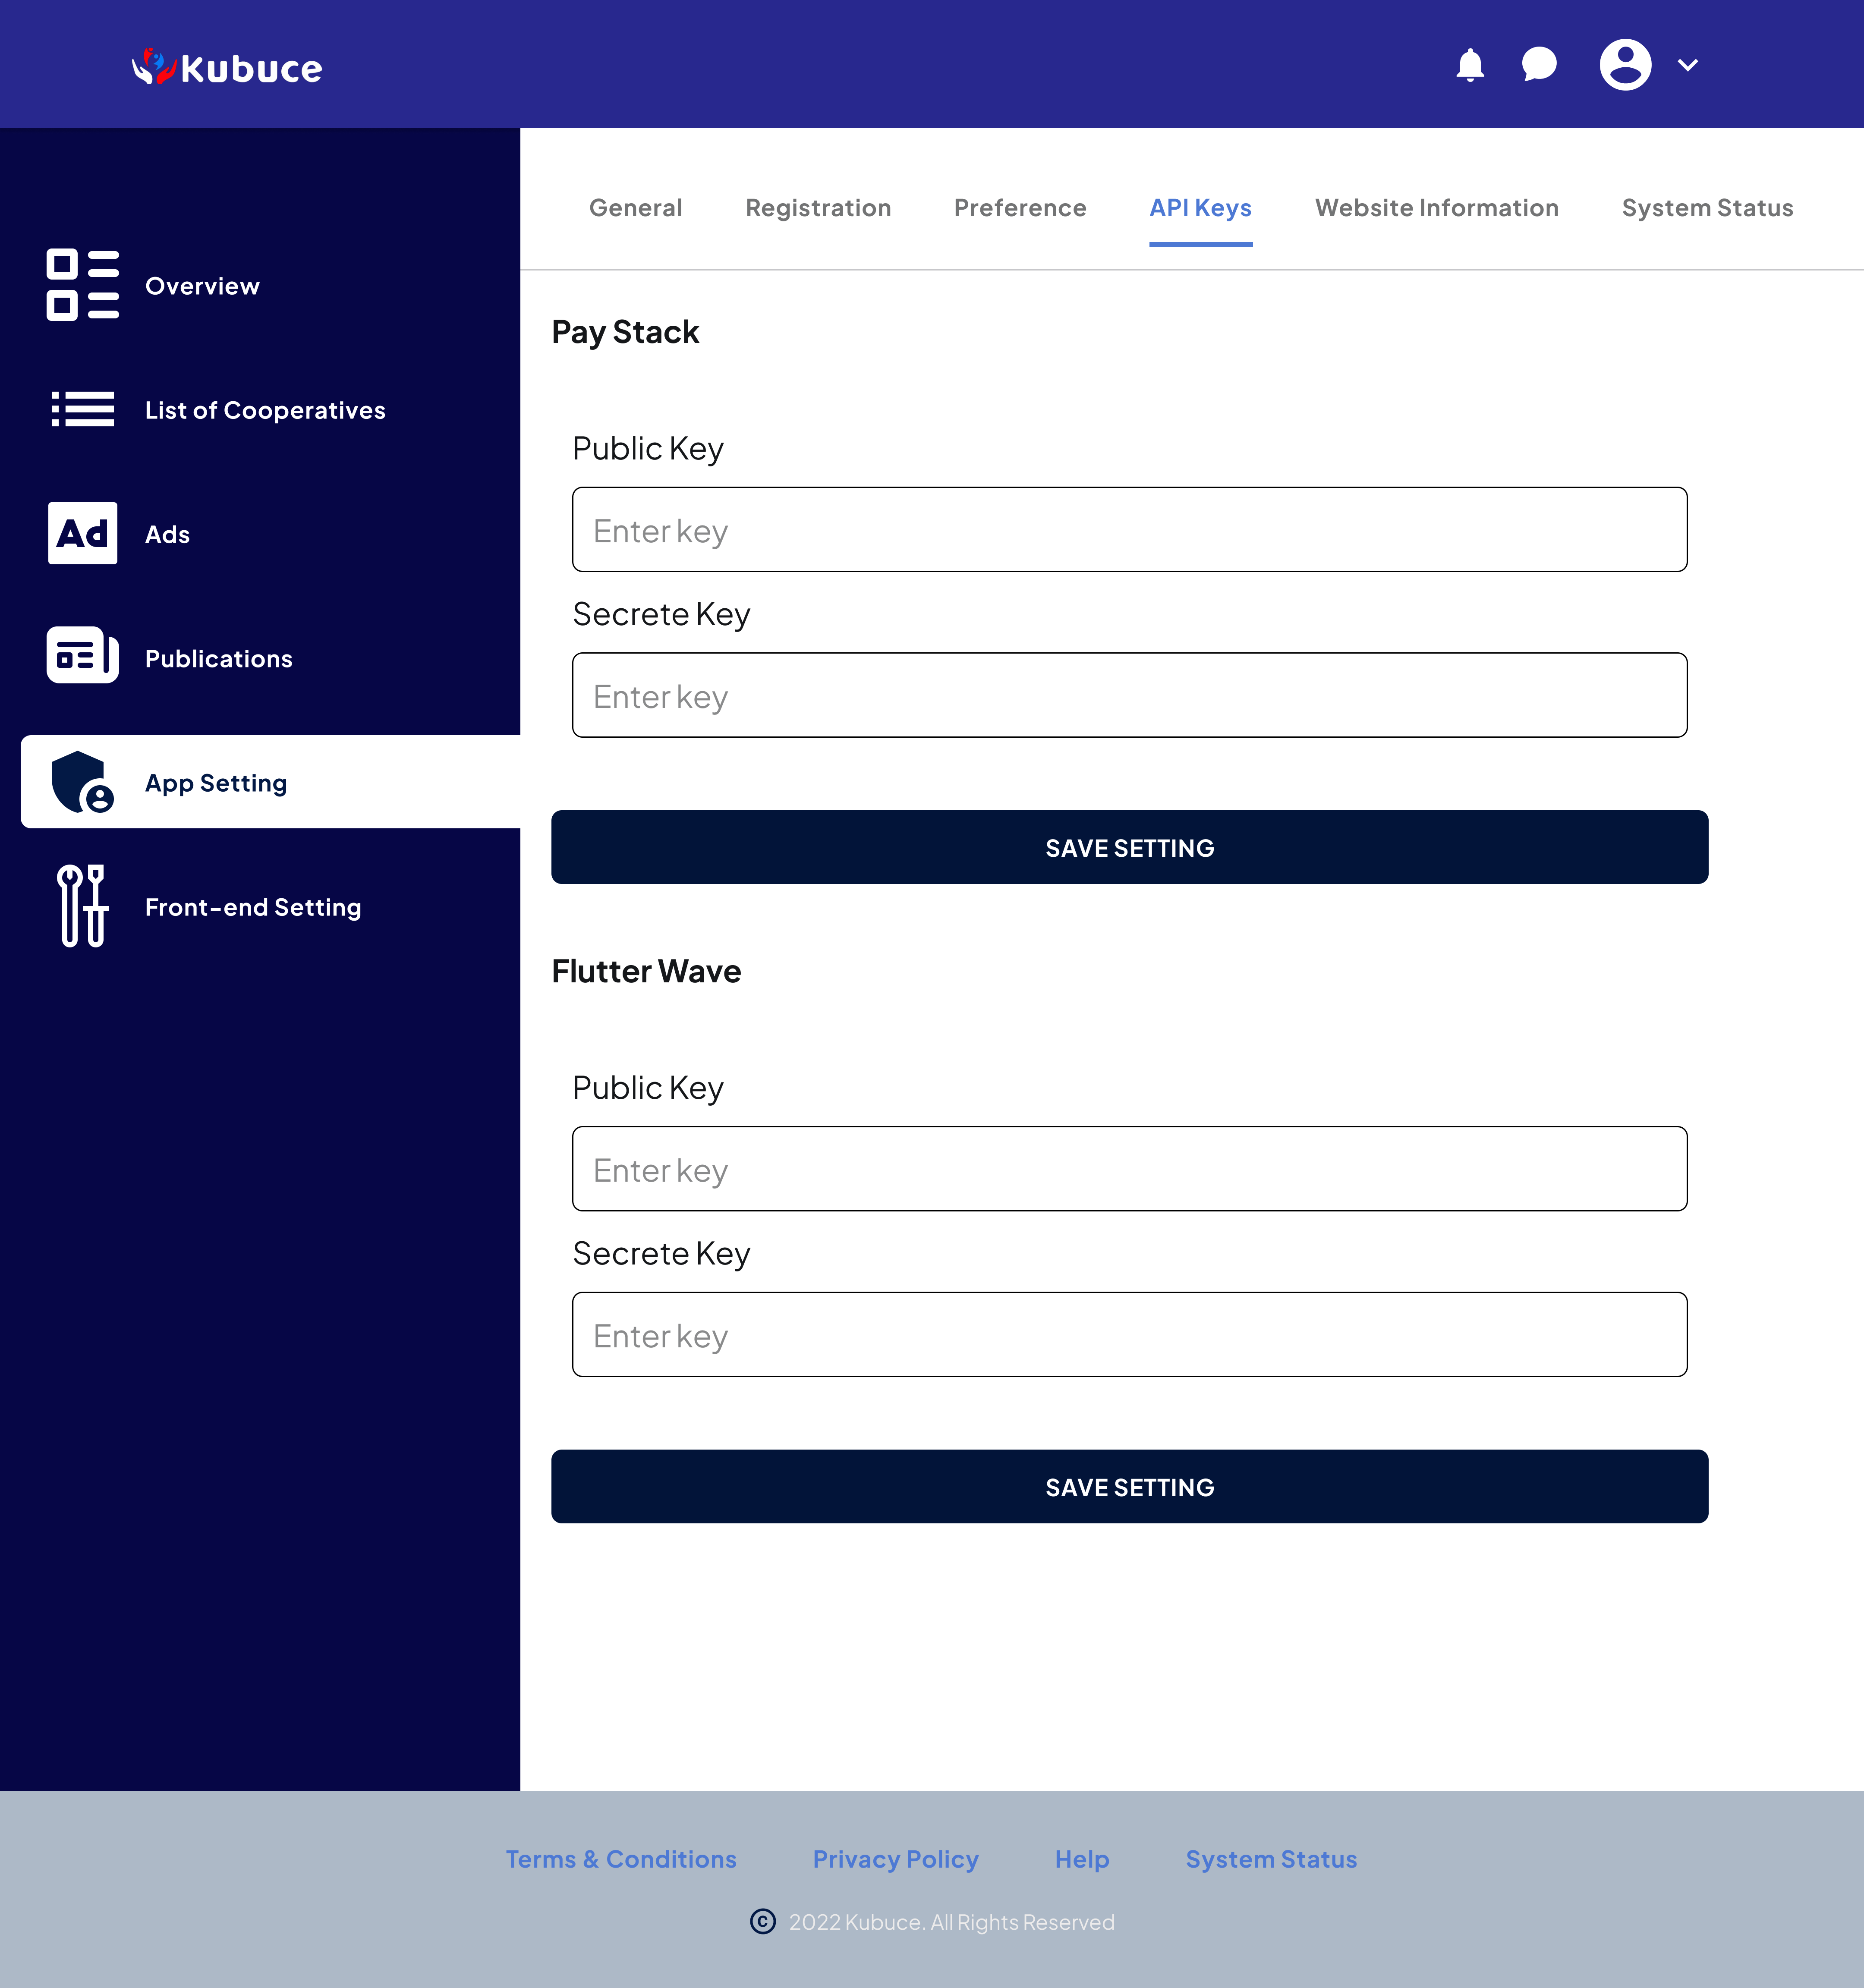 Kubuce
General Registration Preference API Keys Website Information System Status
Overview
List of Cooperatives
Ad Ads
Publications
App Setting
Front-end Setting
Pay Stack
Public Key
Enter key
Secrete Key
Enter key
SAVE SETTING
Flutter Wave
Public Key
Enter key
Secrete Key
Enter key
SAVE SETTING
Terms & Conditions Privacy Policy Help System Status
© 2022 Kubuce. All Rights Reserved